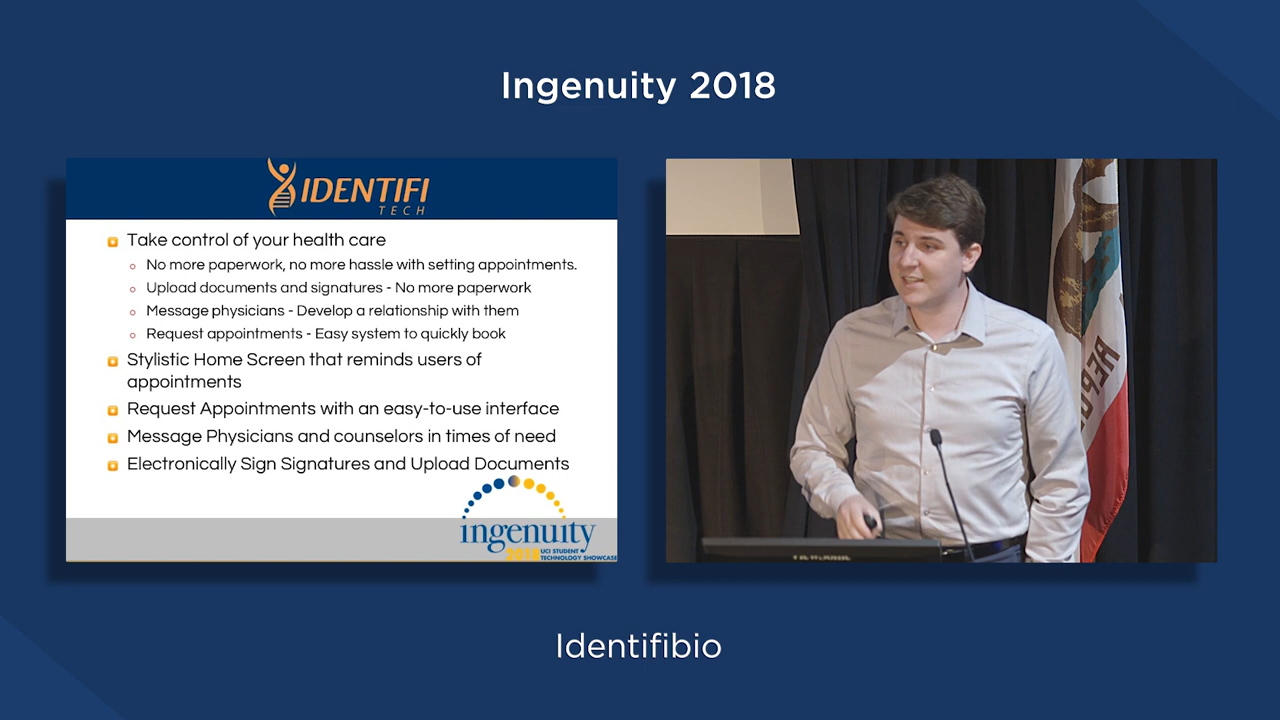 Ingenuity 2018
IDENTIFI
TECH
Take control of your health care
No more paperwork, no more hassle with setting appointments.
Upload documents and signatures - No more paperwork
Message physicians - Develop a relationship with them
Request appointments - Easy system to quickly book
Stylistic Home Screen that reminds users of
appointments
Request Appointments with an easy-to-use interface
Message Physicians and counselors in times of need
Electronically Sign Signatures and Upload Documents
ingenuity
2018 UCI STUDENT
TECHNOLOGY SHOWCASE
Identifibio